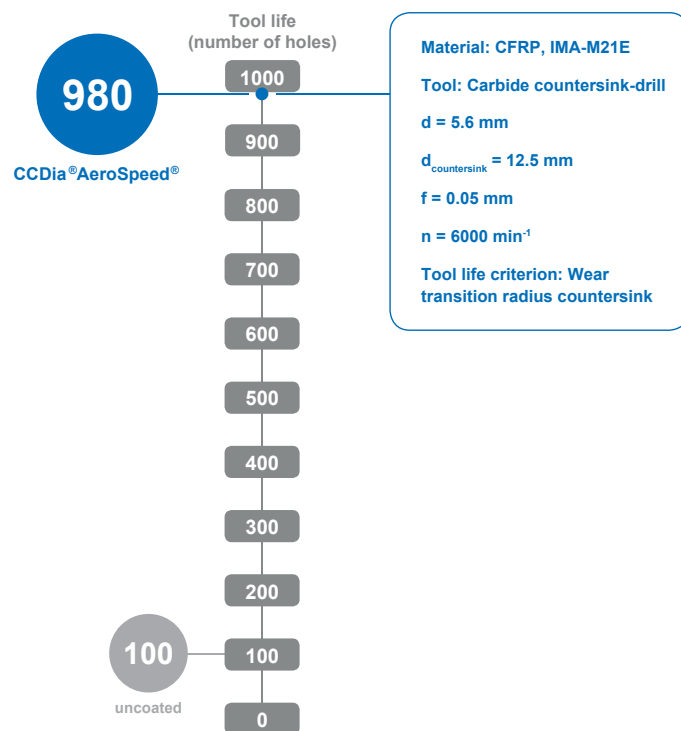 Tool life
(number of holes)
980
CCDia®AeroSpeed®
1000
900
800
700
600
500
400
300
200
100
0
100
uncoated
Material: CFRP, IMA-M21E
Tool: Carbide countersink-drill
d = 5.6 mm
dcountersink = 12.5 mm
f = 0.05 mm
n = 6000 min-1
Tool life criterion: Wear
transition radius countersink